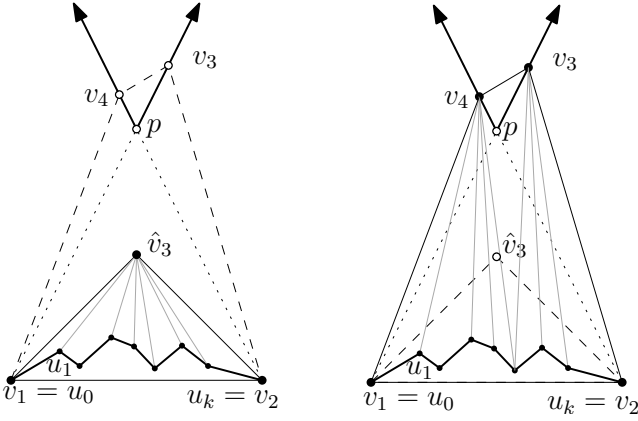 v₃
v₄
p
v̂₃
u₁
v₁ = u₀
uₖ = v₂
v₃
v₄
p
v̂₃
u₁
v₁ = u₀
uₖ = v₂